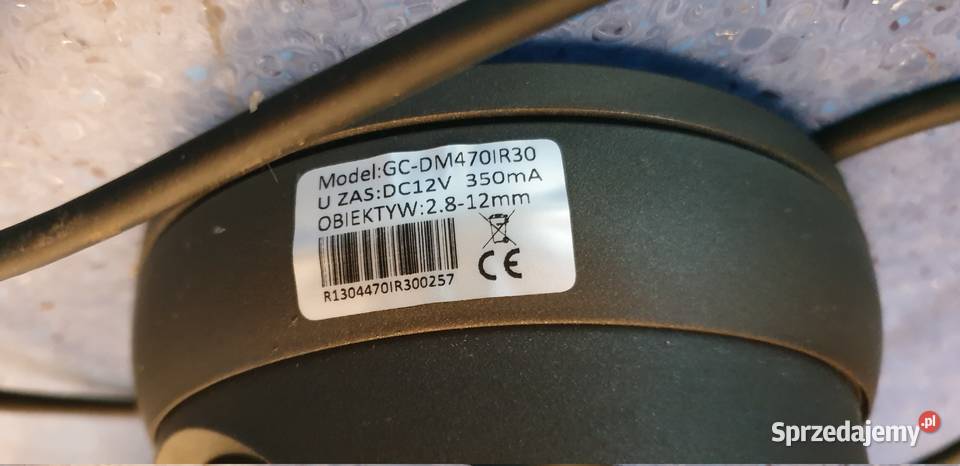 Model:GC-DM470IR30
U ZAS:DC12V 350mA
OBIEKTYW:2.8-12mm
R1304470IR300257
CE
Sprzedajemy.pl